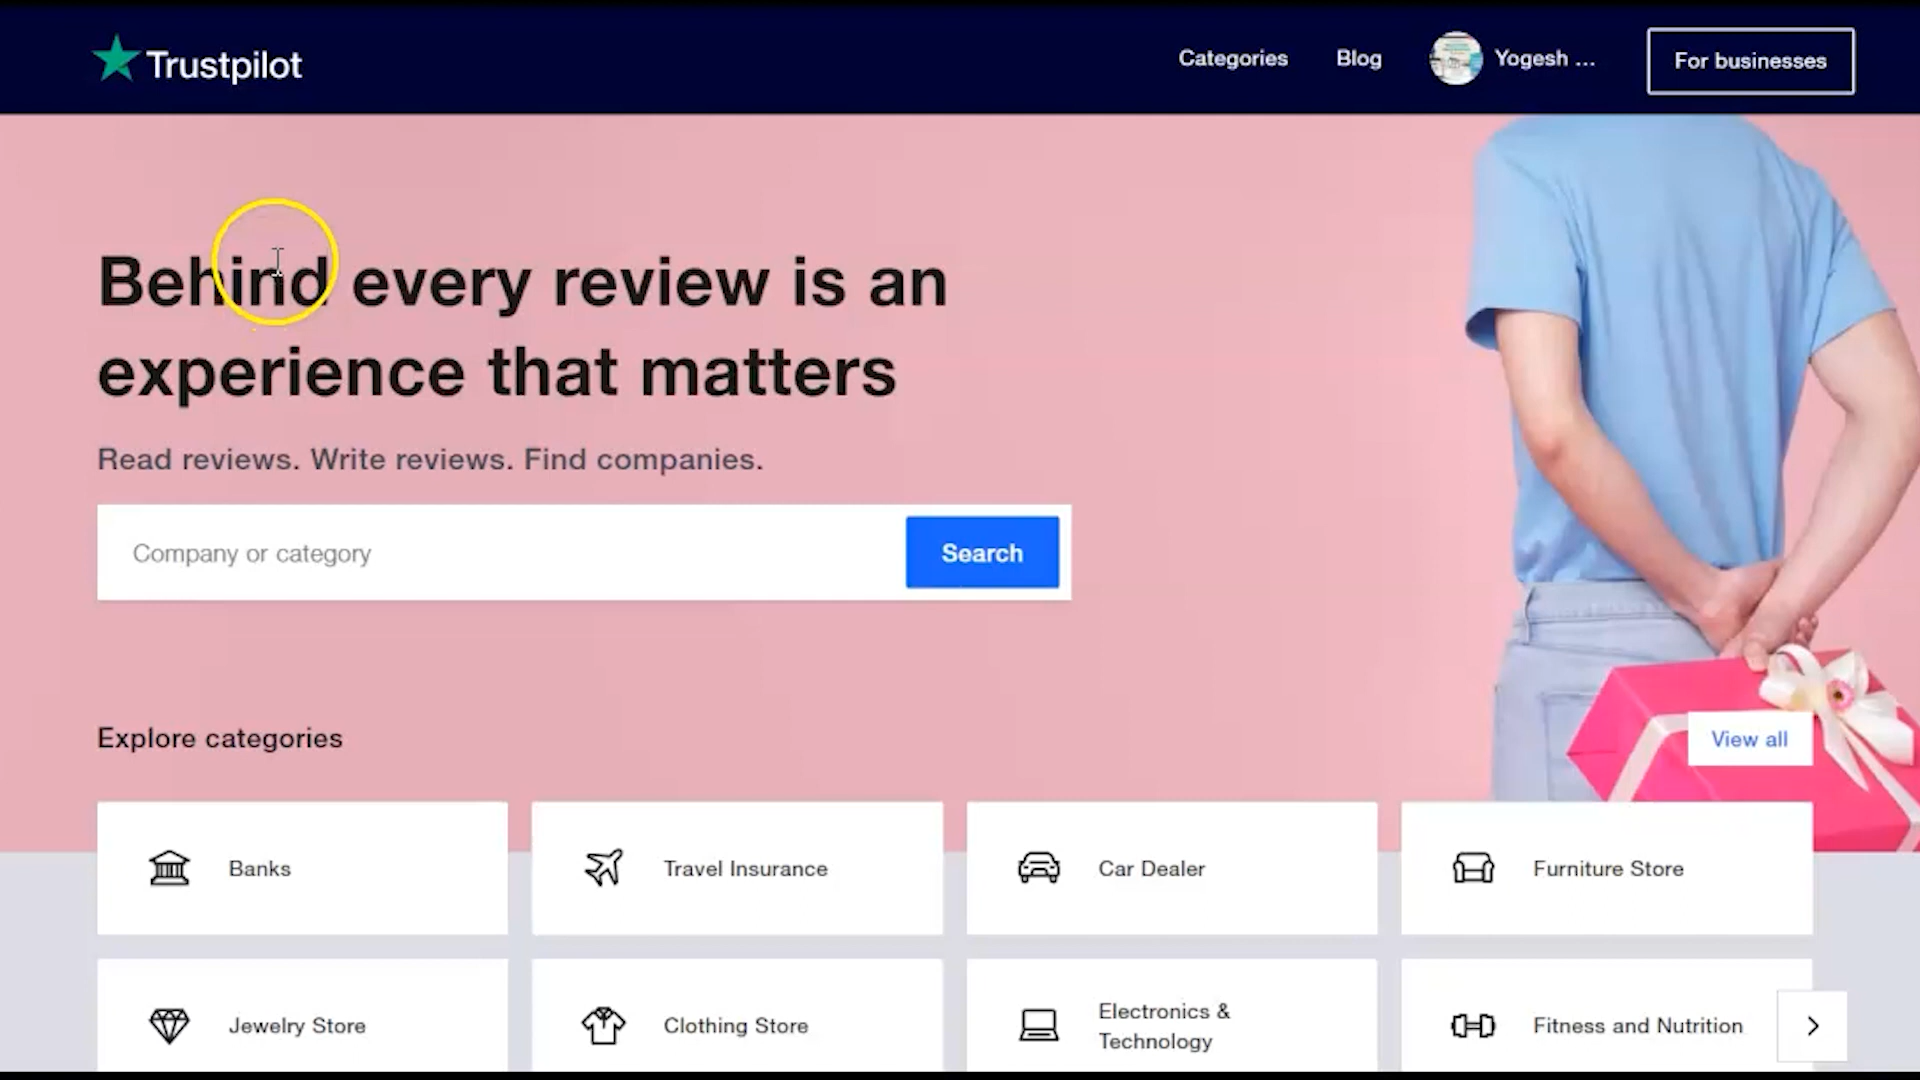 Trustpilot
Categories
Blog
Yogesh ...
For businesses
Behind every review is an
experience that matters
Read reviews. Write reviews. Find companies.
Company or category
Search
Explore categories
View all
Banks
Travel Insurance
Car Dealer
Furniture Store
Jewelry Store
Clothing Store
Electronics &
Technology
Fitness and Nutrition